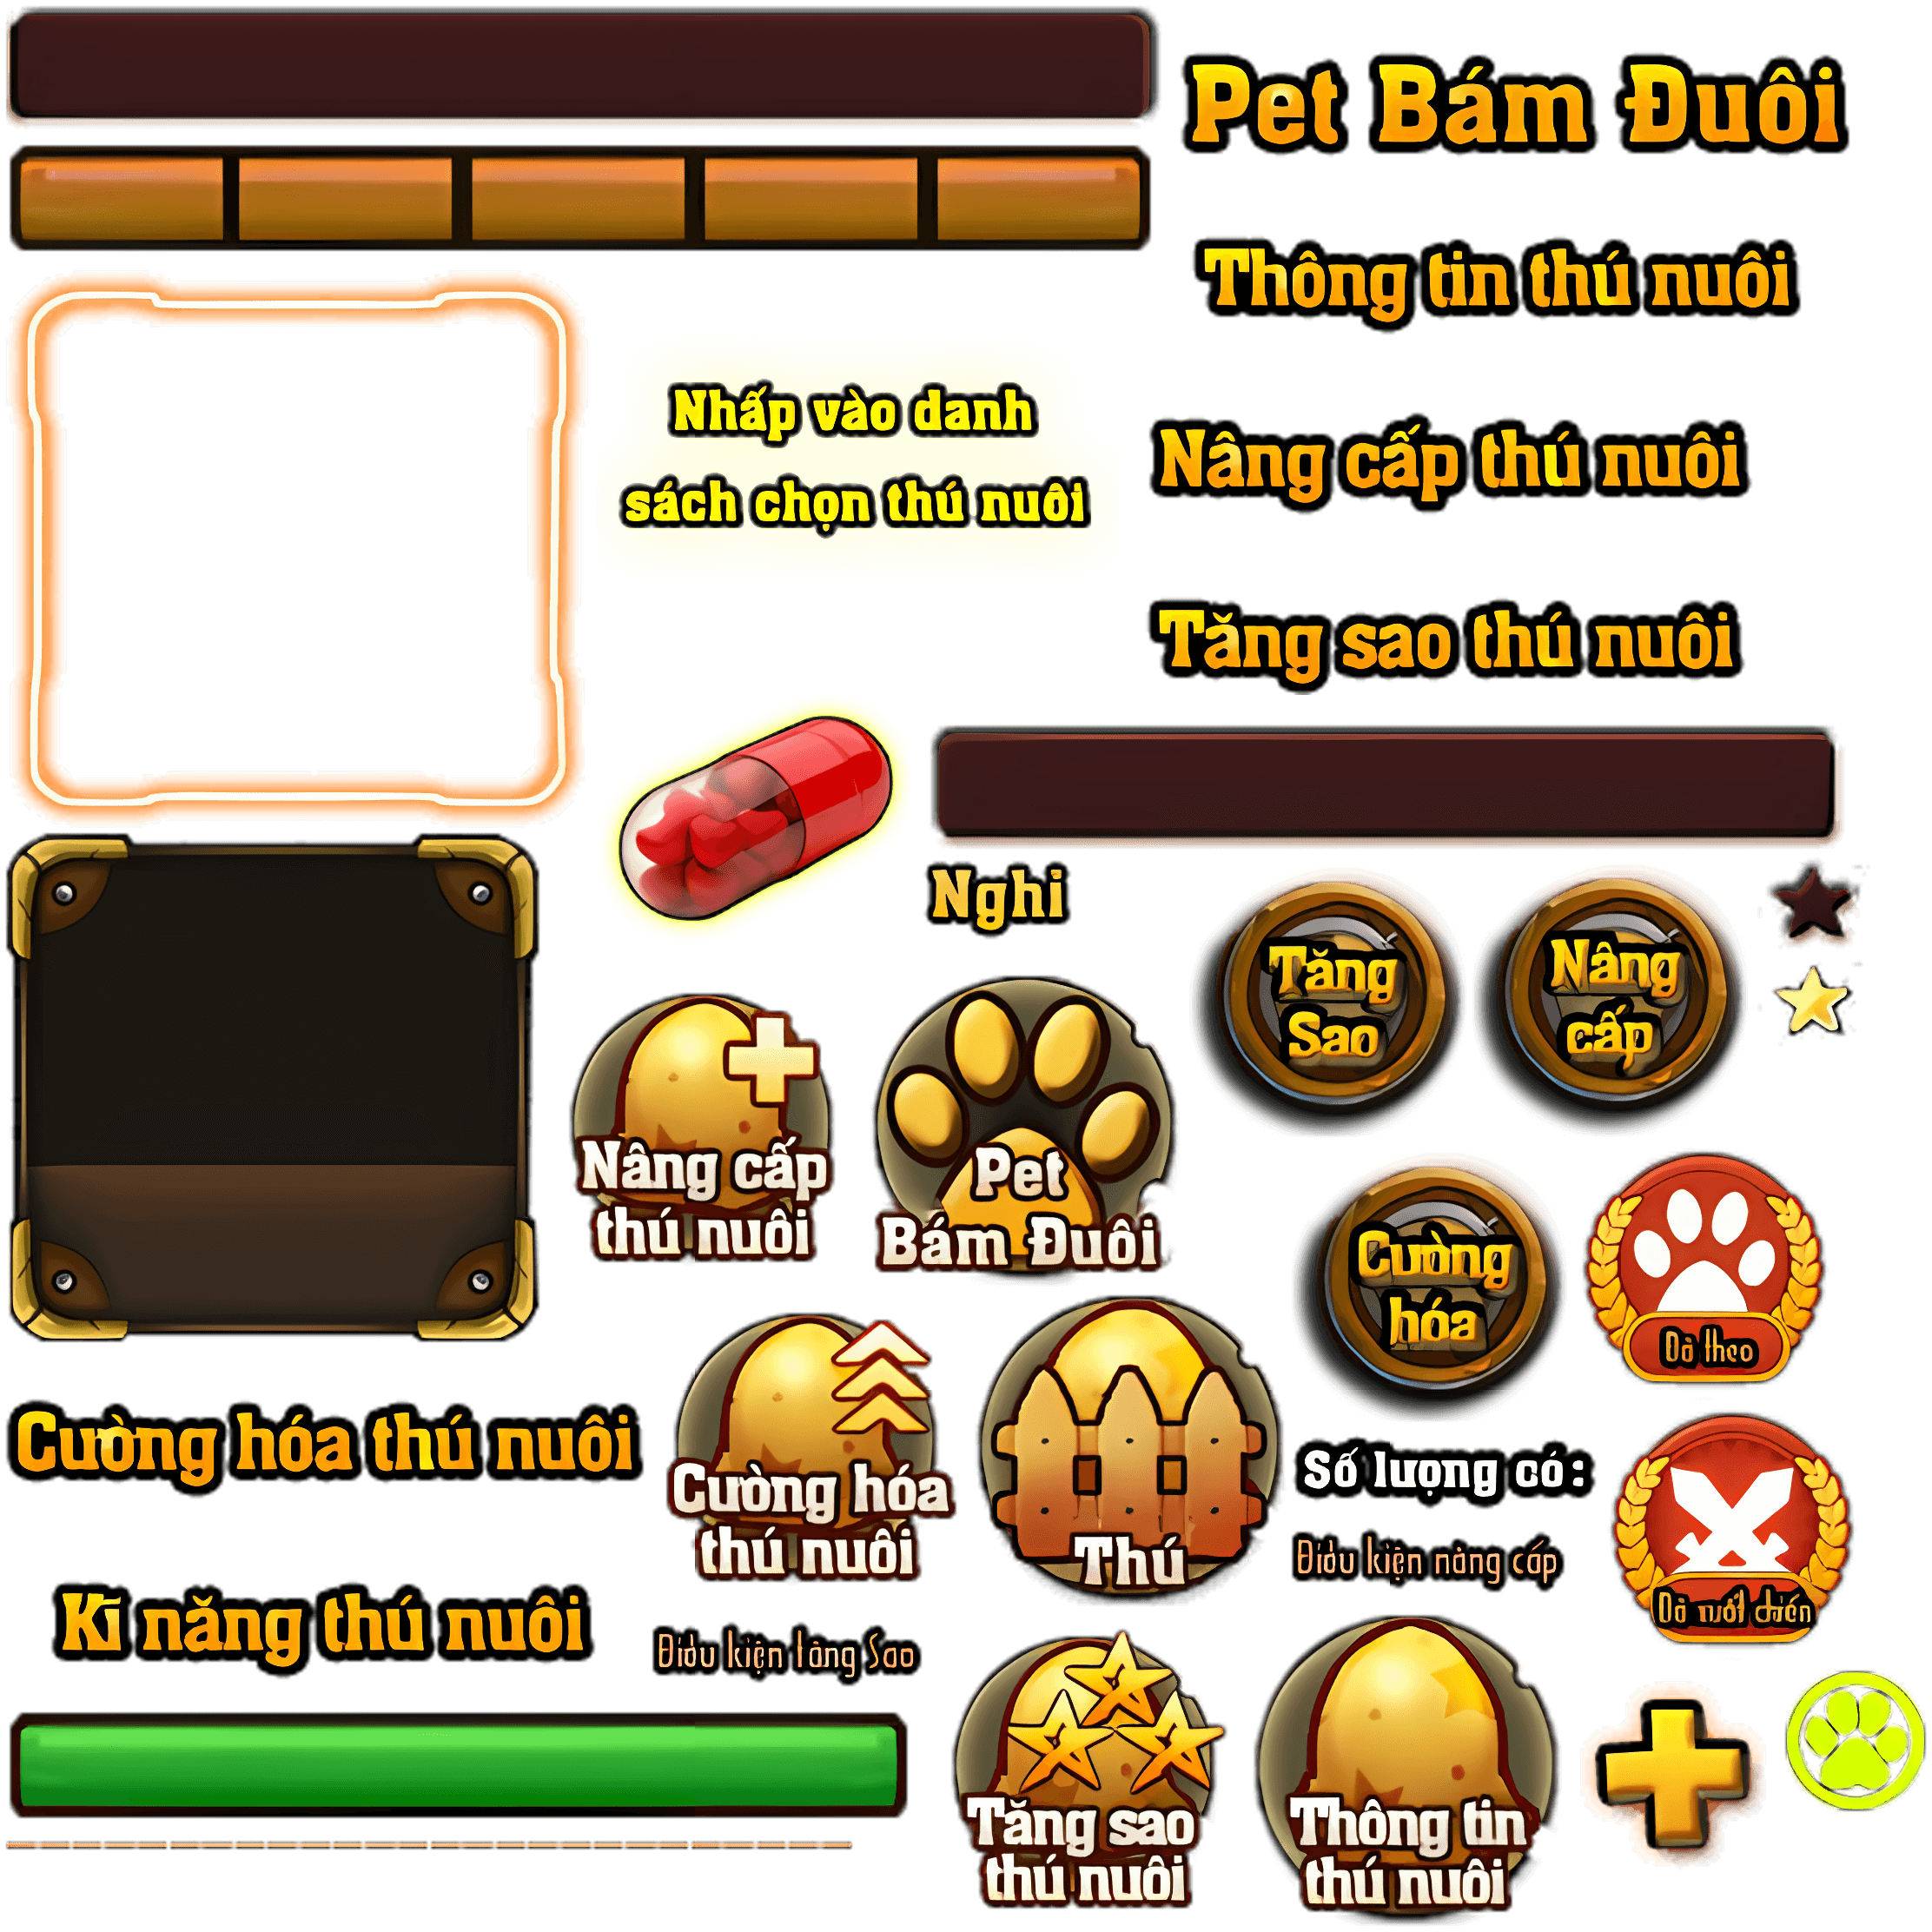 Pet Bám Đuôi
Thông tin thú nuôi
Nhấp vào danh
sách chọn thú nuôi
Nâng cấp thú nuôi
Tăng sao thú nuôi
Nghỉ
Tăng
Sao
Nâng
cấp
Nâng cấp
thú nuôi
Pet
Bám Đuôi
Cường
hóa
Đã theo
Cường hóa thú nuôi
Cường hóa
thú nuôi
Thú
Số lượng có:
Điều kiện nâng cấp
Đã xuất chiến
Kĩ năng thú nuôi
Điều kiện tăng Sao
Tăng sao
thú nuôi
Thông tin
thú nuôi